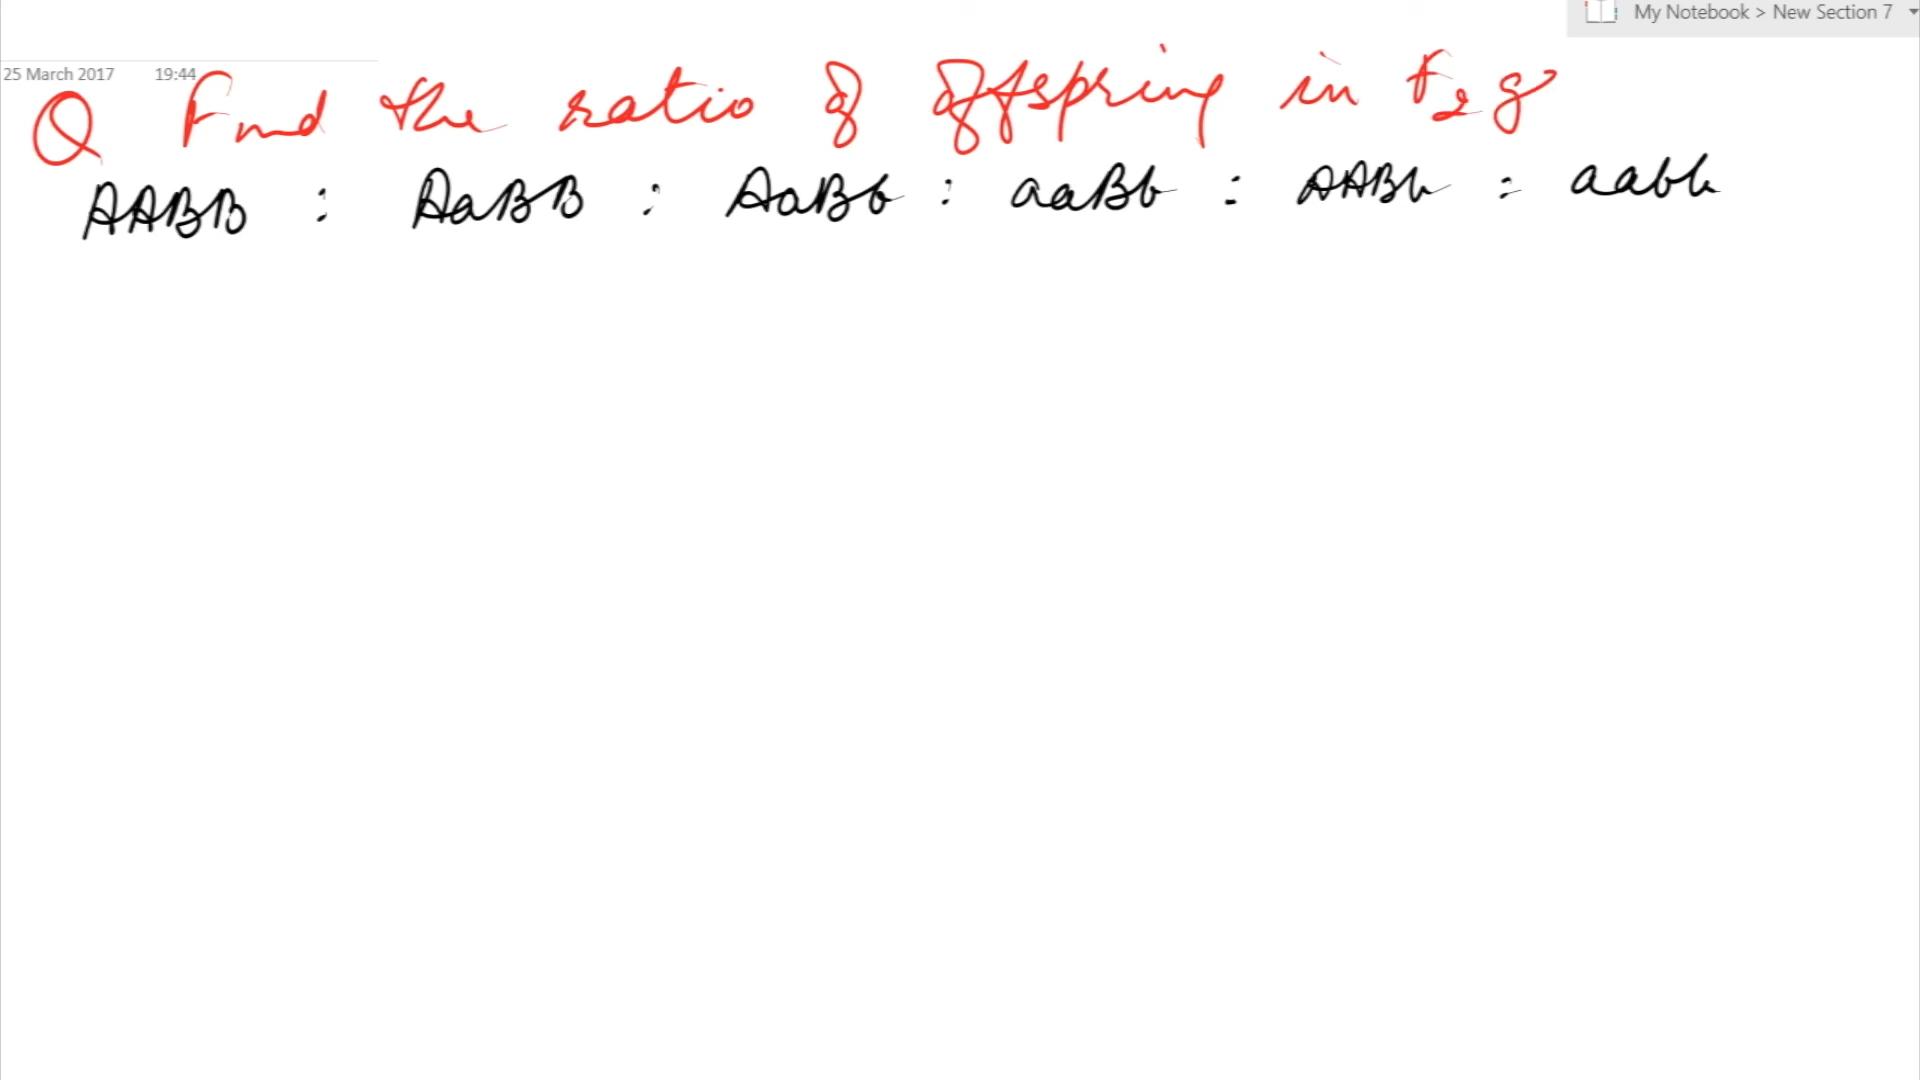 My Notebook > New Section 7
25 March 2017 19:44
Q Find the ratio of offspring in F2 g
AABB : AaBB : AaBb : aaBb : AABb : aabb